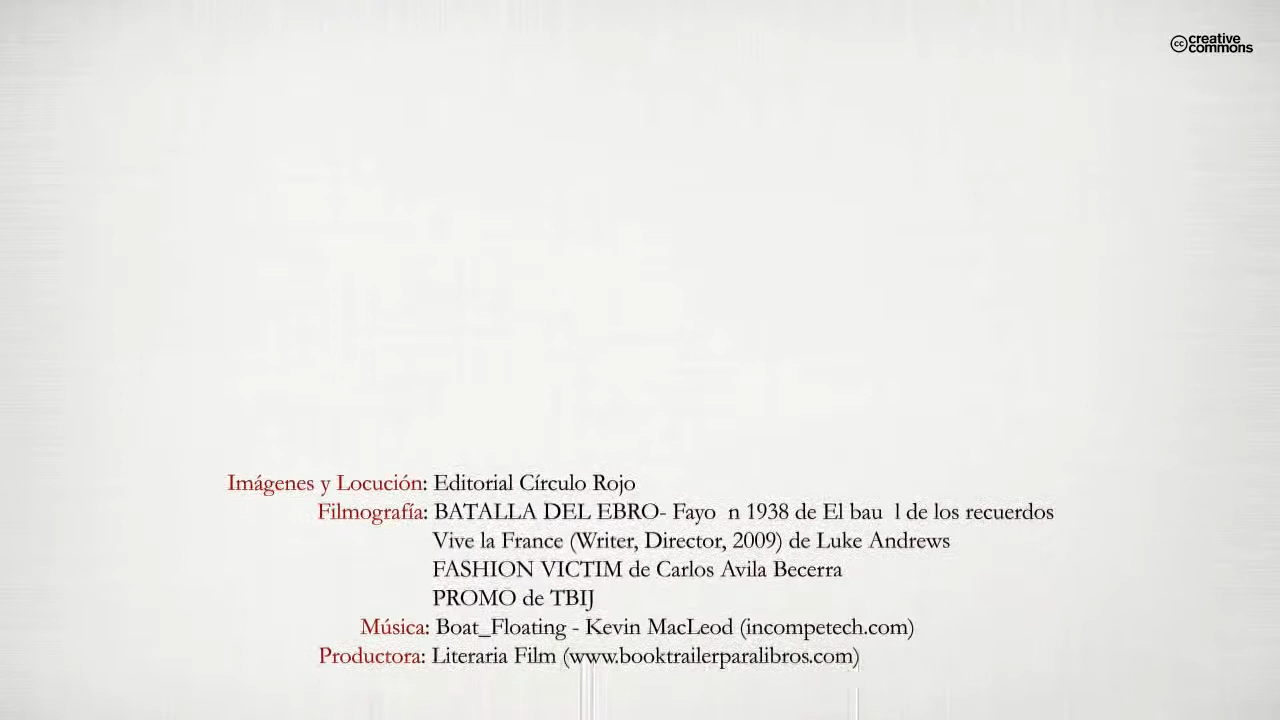 creative
commons
Imágenes y Locución: Editorial Círculo Rojo
Filmografía: BATALLA DEL EBRO- Fayo n 1938 de El bau l de los recuerdos
Vive la France (Writer, Director, 2009) de Luke Andrews
FASHION VICTIM de Carlos Avila Becerra
PROMO de TBIJ
Música: Boat_Floating - Kevin MacLeod (incompetech.com)
Productora: Literaria Film (www.booktrailerparalibros.com)